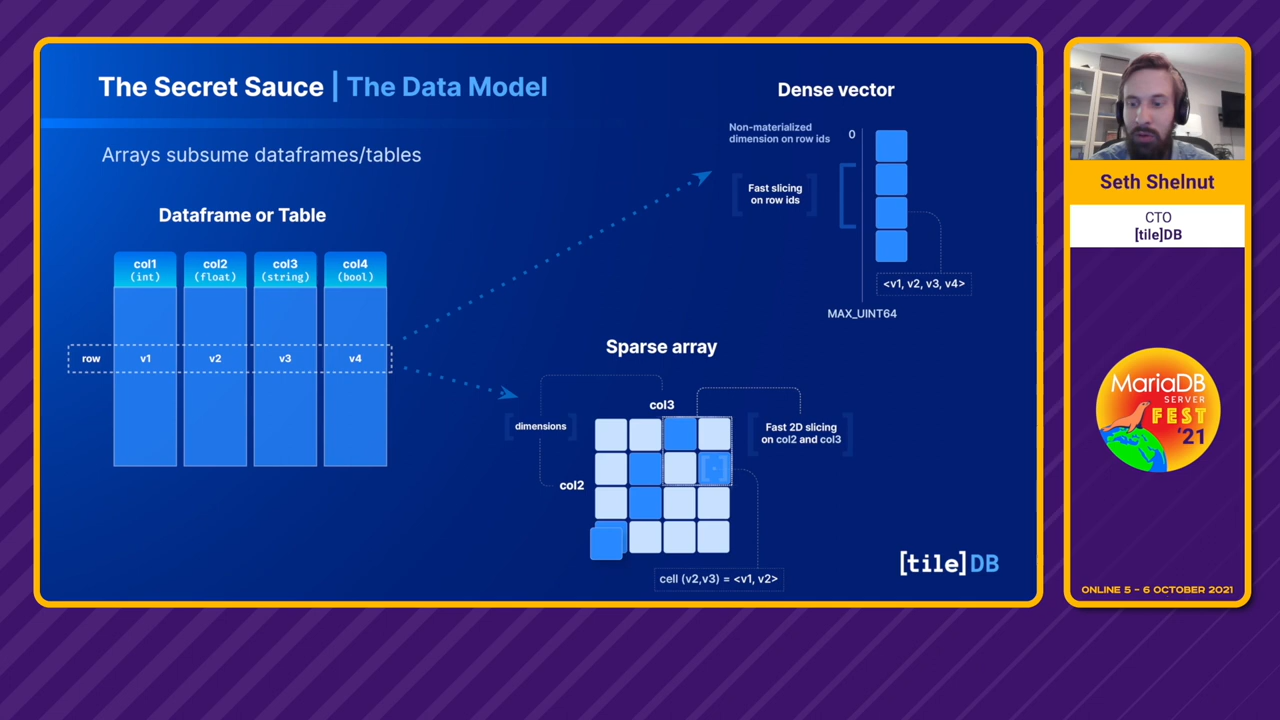 The Secret Sauce | The Data Model
Arrays subsume dataframes/tables
Dataframe or Table
col1
(int)
col2
(float)
col3
(string)
col4
(bool)
row
v1
v2
v3
v4
Dense vector
Non-materialized
dimension on row ids
0
Fast slicing
on row ids
<v1, v2, v3, v4>
MAX_UINT64
Sparse array
col3
dimensions
Fast 2D slicing
on col2 and col3
col2
cell (v2,v3) = <v1, v2>
[tile]DB
Seth Shelnut
CTO
[tile]DB
MariaDB
SERVER
FEST
'21
ONLINE 5 – 6 OCTOBER 2021